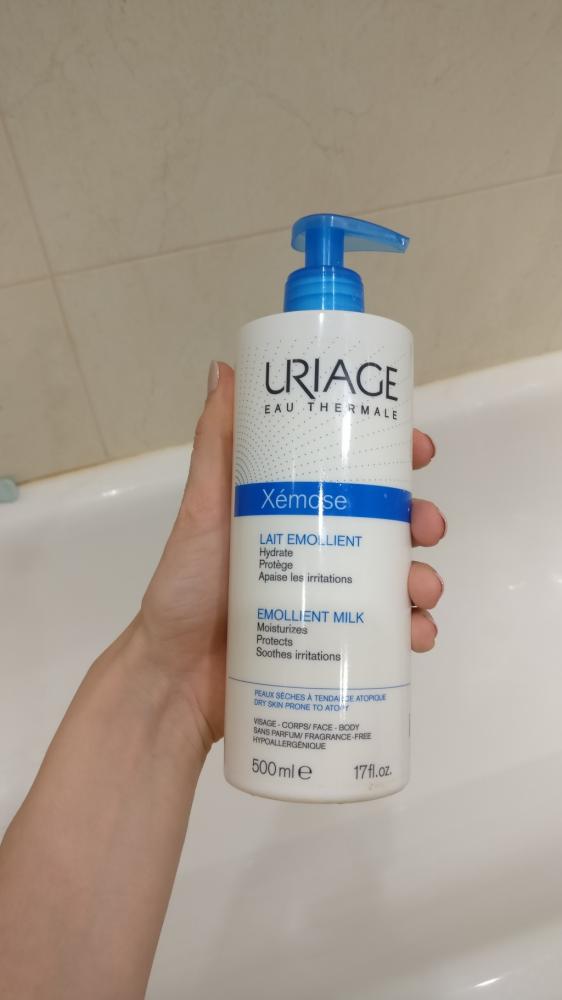 URIAGE
EAU THERMALE
Xémose
LAIT EMOLLIENT
Hydrate
Protège
Apaise les irritations
EMOLLIENT MILK
Moisturizes
Protects
Soothes irritations
PEAUX SÈCHES À TENDANCE ATOPIQUE
DRY SKIN PRONE TO ATOPY
VISAGE - CORPS/ FACE - BODY
SANS PARFUM/ FRAGRANCE-FREE
HYPOALLERGÉNIQUE
500 ml e 17 fl.oz.